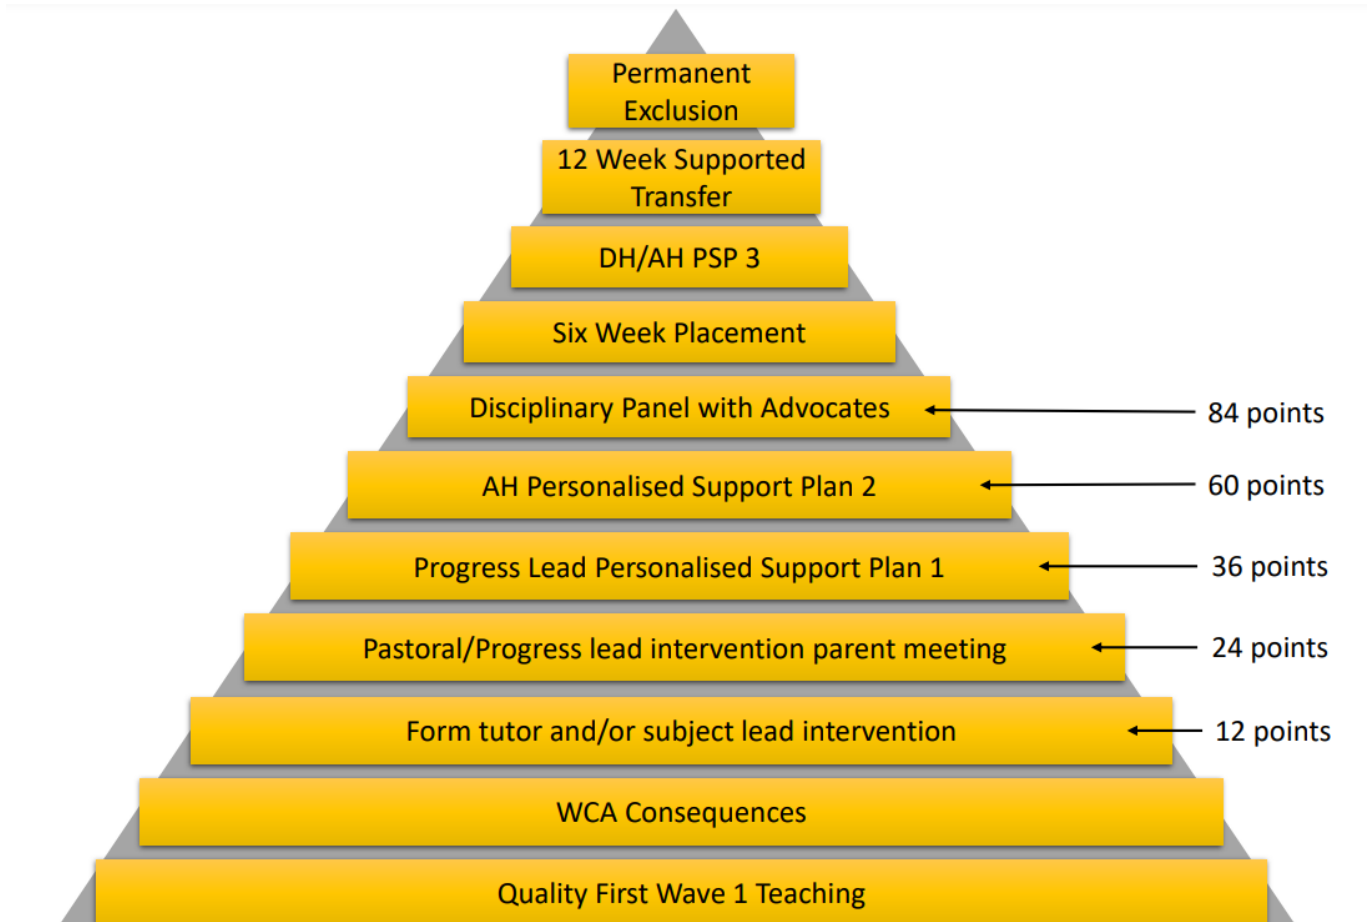 Permanent
Exclusion
12 Week Supported
Transfer
DH/AH PSP 3
Six Week Placement
Disciplinary Panel with Advocates
84 points
AH Personalised Support Plan 2
60 points
Progress Lead Personalised Support Plan 1
36 points
Pastoral/Progress lead intervention parent meeting
24 points
Form tutor and/or subject lead intervention
12 points
WCA Consequences
Quality First Wave 1 Teaching